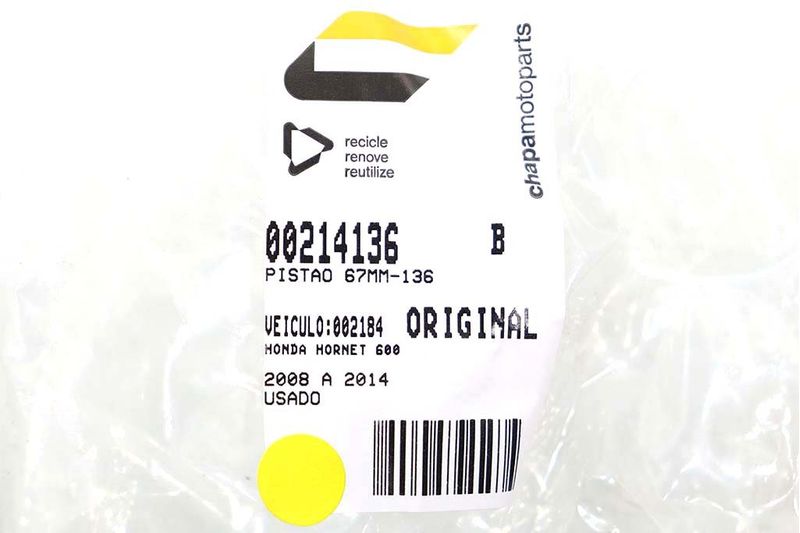 chapamotoparts
recicle
renove
reutilize
00214136 B
PISTAO 67MM-136
VEICULO:002184 ORIGINAL
HONDA HORNET 600
2008 A 2014
USADO